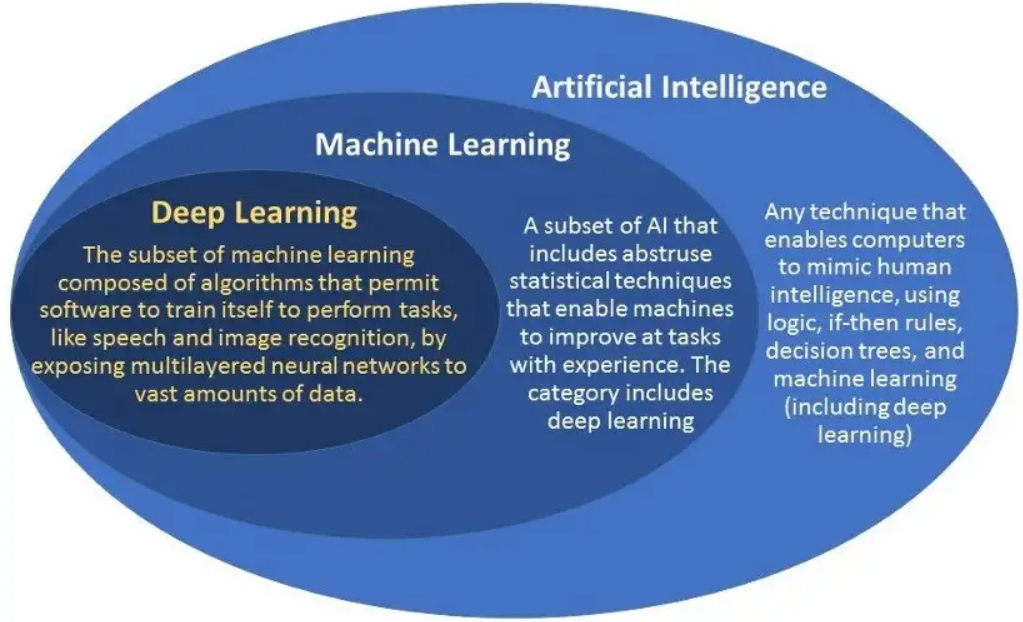 Artificial Intelligence
Machine Learning
Deep Learning
The subset of machine learning
composed of algorithms that permit
software to train itself to perform tasks,
like speech and image recognition, by
exposing multilayered neural networks to
vast amounts of data.
A subset of AI that
includes abstruse
statistical techniques
that enable machines
to improve at tasks
with experience. The
category includes
deep learning
Any technique that
enables computers
to mimic human
intelligence, using
logic, if-then rules,
decision trees, and
machine learning
(including deep
learning)